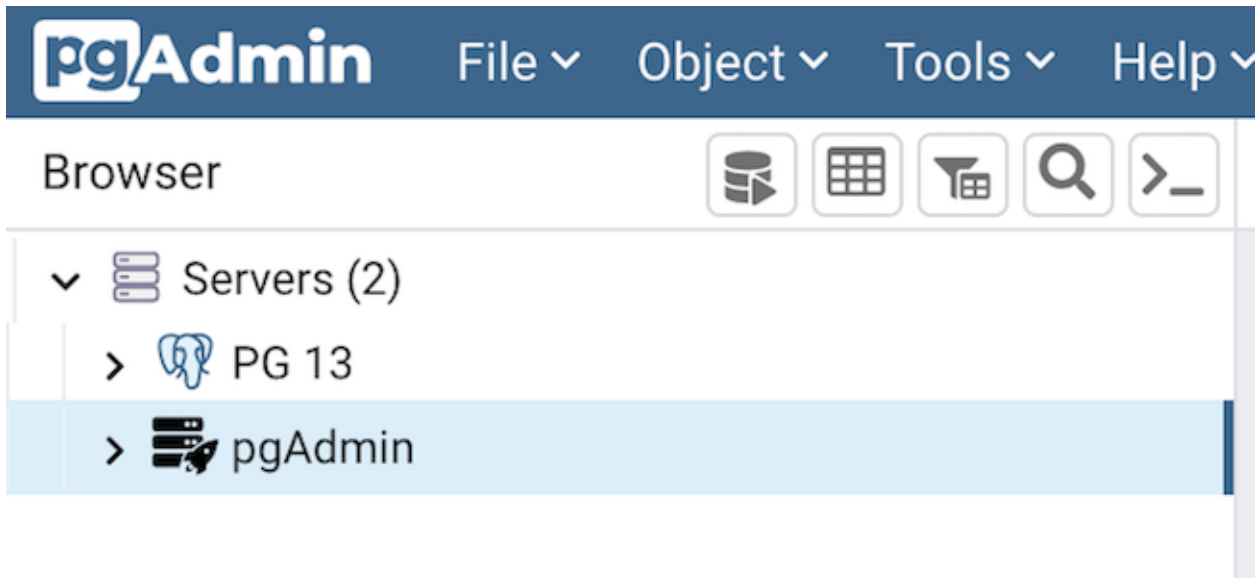 pgAdmin File Object Tools Help
Browser
Servers (2)
PG 13
pgAdmin